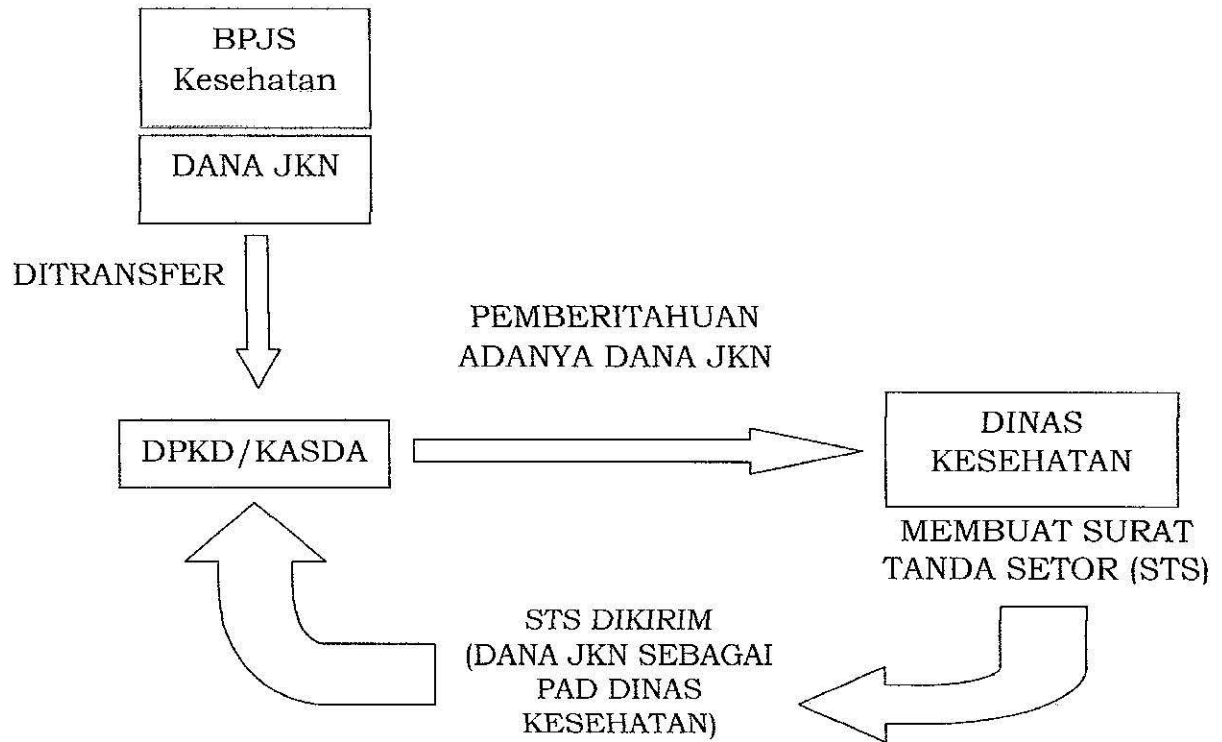 BPJS
Kesehatan
DANA JKN
DITRANSFER
PEMBERITAHUAN
ADANYA DANA JKN
DPKD/KASDA
DINAS
KESEHATAN
MEMBUAT SURAT
TANDA SETOR (STS)
STS DIKIRIM
(DANA JKN SEBAGAI
PAD DINAS
KESEHATAN)